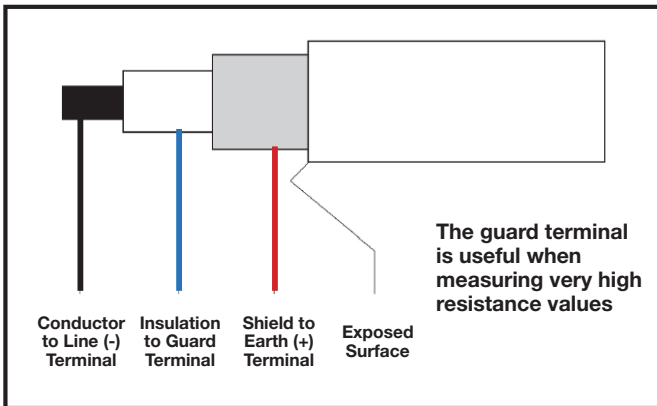 The guard terminal
is useful when
measuring very high
resistance values
Conductor
to Line (-)
Terminal
Insulation
to Guard
Terminal
Shield to
Earth (+)
Terminal
Exposed
Surface